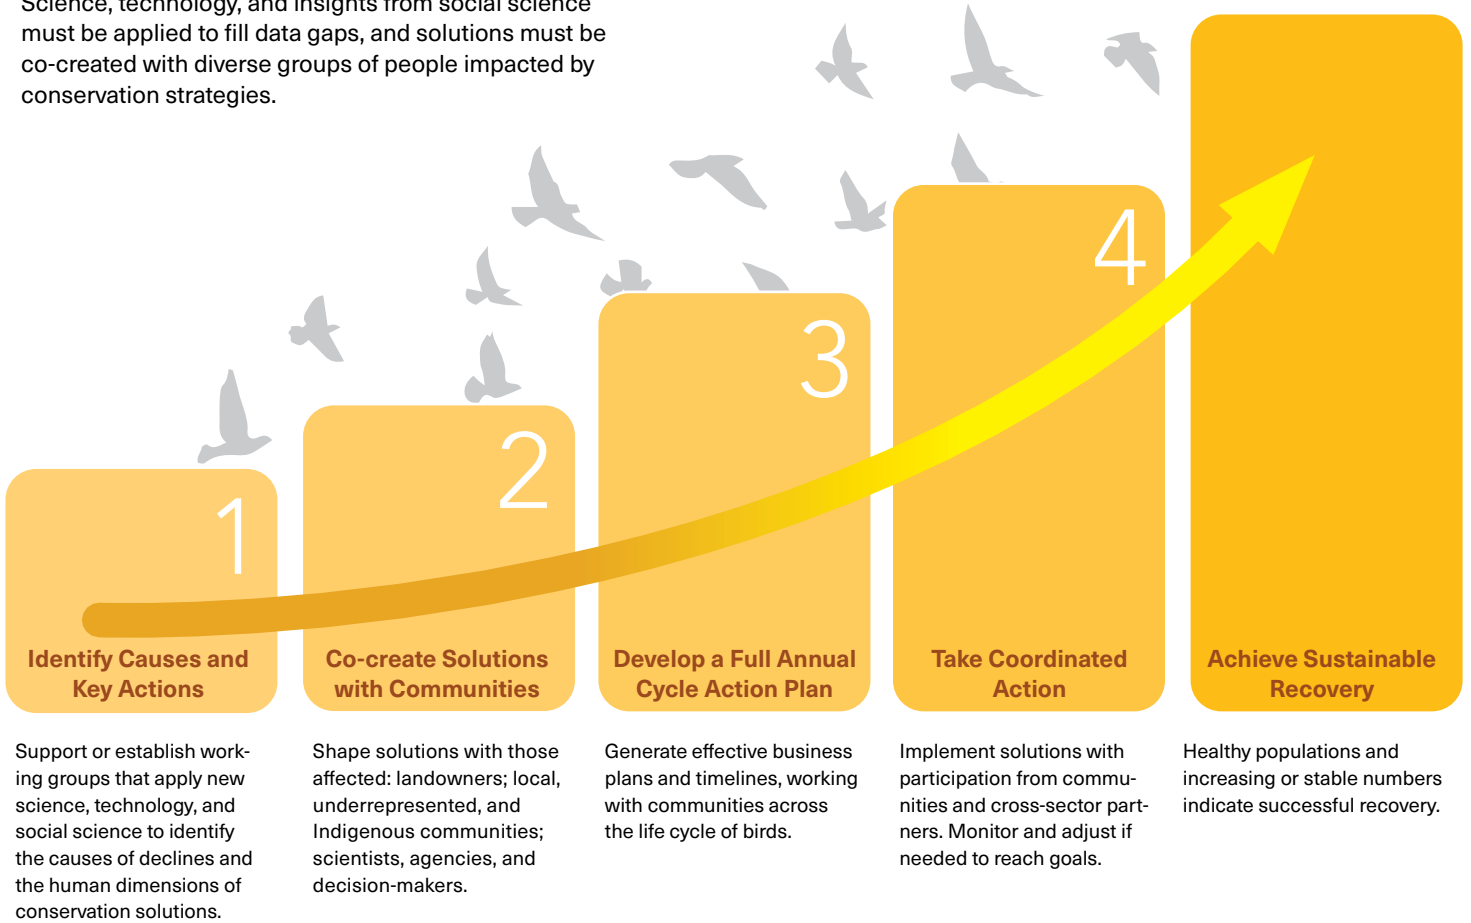 Science, technology, and insights from social science
must be applied to fill data gaps, and solutions must be
co-created with diverse groups of people impacted by
conservation strategies.
1
Identify Causes and
Key Actions
Support or establish work-
ing groups that apply new
science, technology, and
social science to identify
the causes of declines and
the human dimensions of
conservation solutions.
2
Co-create Solutions
with Communities
Shape solutions with those
affected: landowners; local,
underrepresented, and
Indigenous communities;
scientists, agencies, and
decision-makers.
3
Develop a Full Annual
Cycle Action Plan
Generate effective business
plans and timelines, working
with communities across
the life cycle of birds.
4
Take Coordinated
Action
Implement solutions with
participation from commu-
nities and cross-sector part-
ners. Monitor and adjust if
needed to reach goals.
Achieve Sustainable
Recovery
Healthy populations and
increasing or stable numbers
indicate successful recovery.